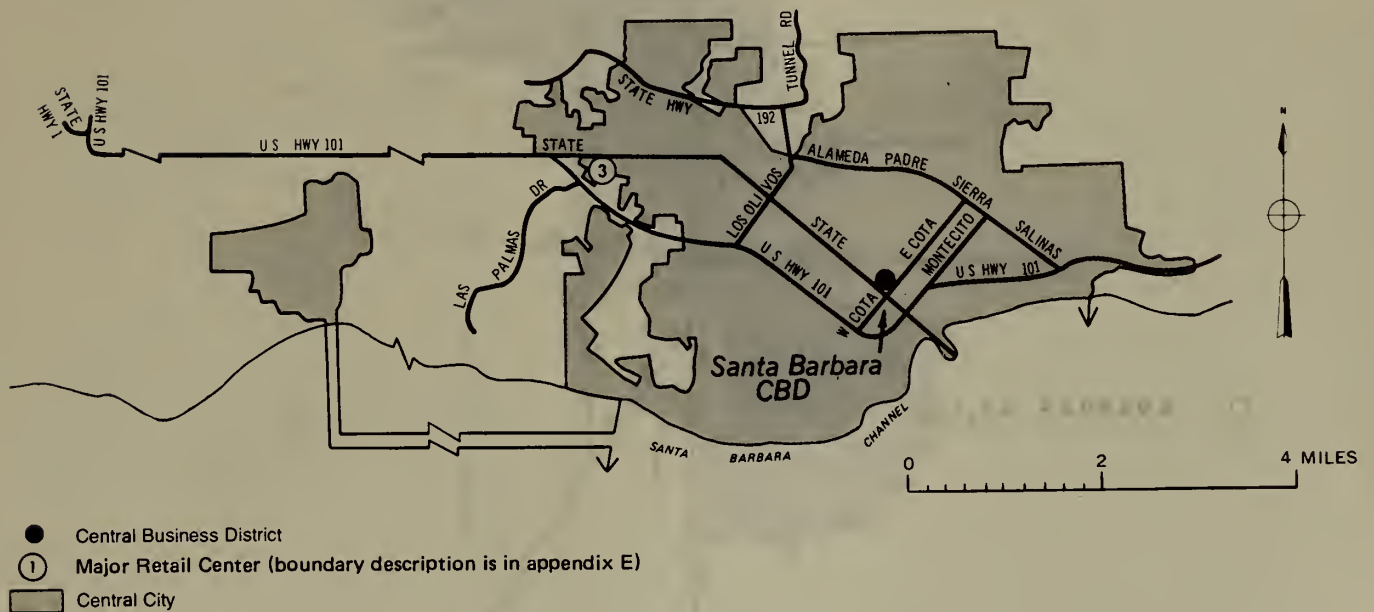 TUNNEL RD
STATE HWY
192
STATE HWY 1
US HWY 101
US HWY 101
STATE
3
ALAMEDA PADRE
SIERRA
SALINAS
LAS PALMAS DR
LOS OLIVOS
STATE
E COTA
MONTECITO
US HWY 101
US HWY 101
W COTA
N
Santa Barbara
CBD
SANTA BARBARA CHANNEL
0 2 4 MILES
Central Business District
1 Major Retail Center (boundary description is in appendix E)
Central City